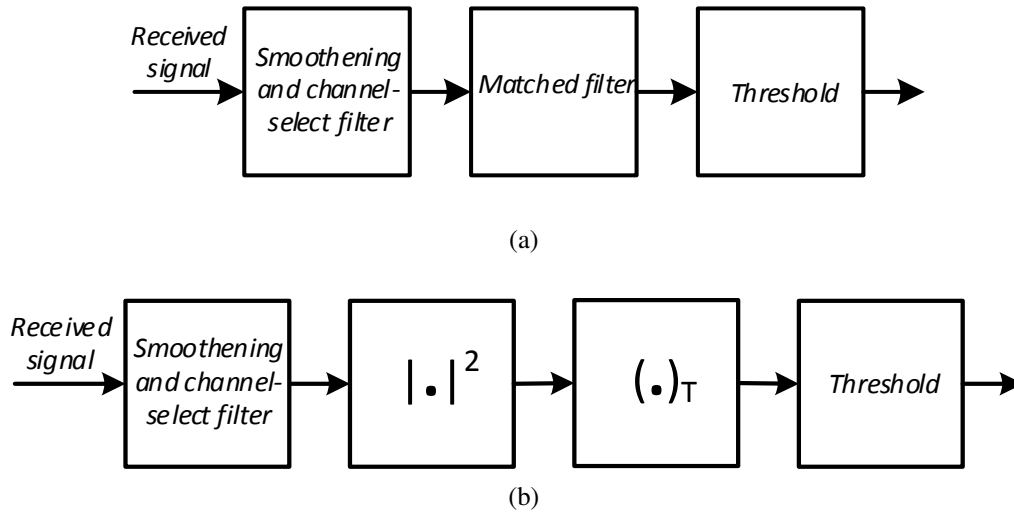 Received
signal
Smoothening
and channel-
select filter
Matched filter
Threshold
(a)
Received
signal
Smoothening
and channel-
select filter
|.|²
(.)T
Threshold
(b)